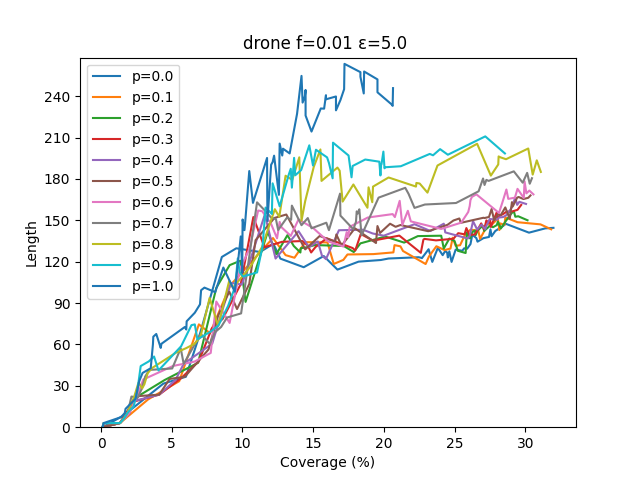 drone f=0.01 ε=5.0
Length
240
210
180
150
120
90
60
30
0
p=0.0
p=0.1
p=0.2
p=0.3
p=0.4
p=0.5
p=0.6
p=0.7
p=0.8
p=0.9
p=1.0
0 5 10 15 20 25 30
Coverage (%)